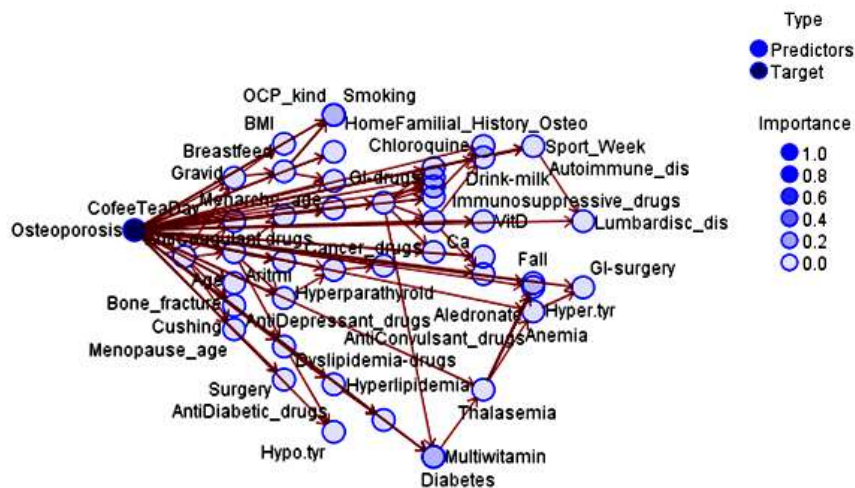 Type
Predictors
Target
Importance
1.0
0.8
0.6
0.4
0.2
0.0
OCP_kind
Smoking
BMI
HomeFamilial_History_Osteo
Breastfeed
Chloroquine
Sport_Week
Gravid
GI-drugs
Autoimmune_dis
Drink-milk
Menarche_age
Immunosuppressive_drugs
CofeeTeaDay
VitD
Lumbardisc_dis
Osteoporosis
Cancer_drugs
Ca
Fall
GI-surgery
Age
Aritmi
Hyperparathyroid
Bone_fracture
Aledronate
Hyper.tyr
Cushing
AntiDepressant_drugs
AntiConvulsant_drugs
Anemia
Menopause_age
Dyslipidemia-drugs
Surgery
Hyperlipidemia
AntiDiabetic_drugs
Thalasemia
Hypo.tyr
Multiwitamin
Diabetes